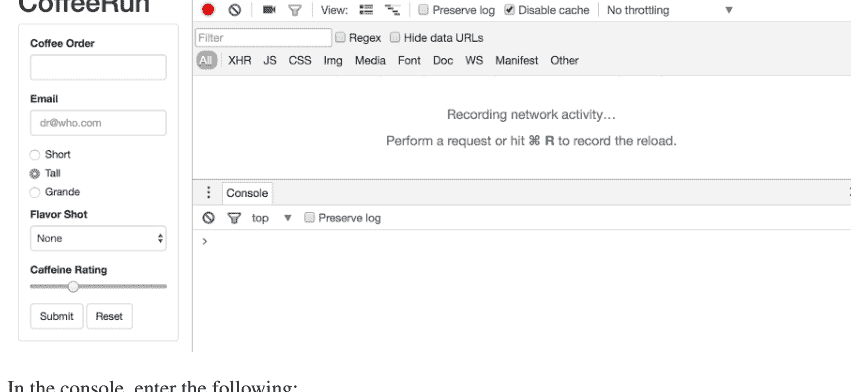 CoffeeRun
Coffee Order
Email
dr@who.com
Short
Tall
Grande
Flavor Shot
None
Caffeine Rating
Submit Reset
View: Preserve log Disable cache No throttling
Filter Regex Hide data URLs
All XHR JS CSS Img Media Font Doc WS Manifest Other
Recording network activity…
Perform a request or hit ⌘ R to record the reload.
Console
top Preserve log
>
In the console, enter the following: